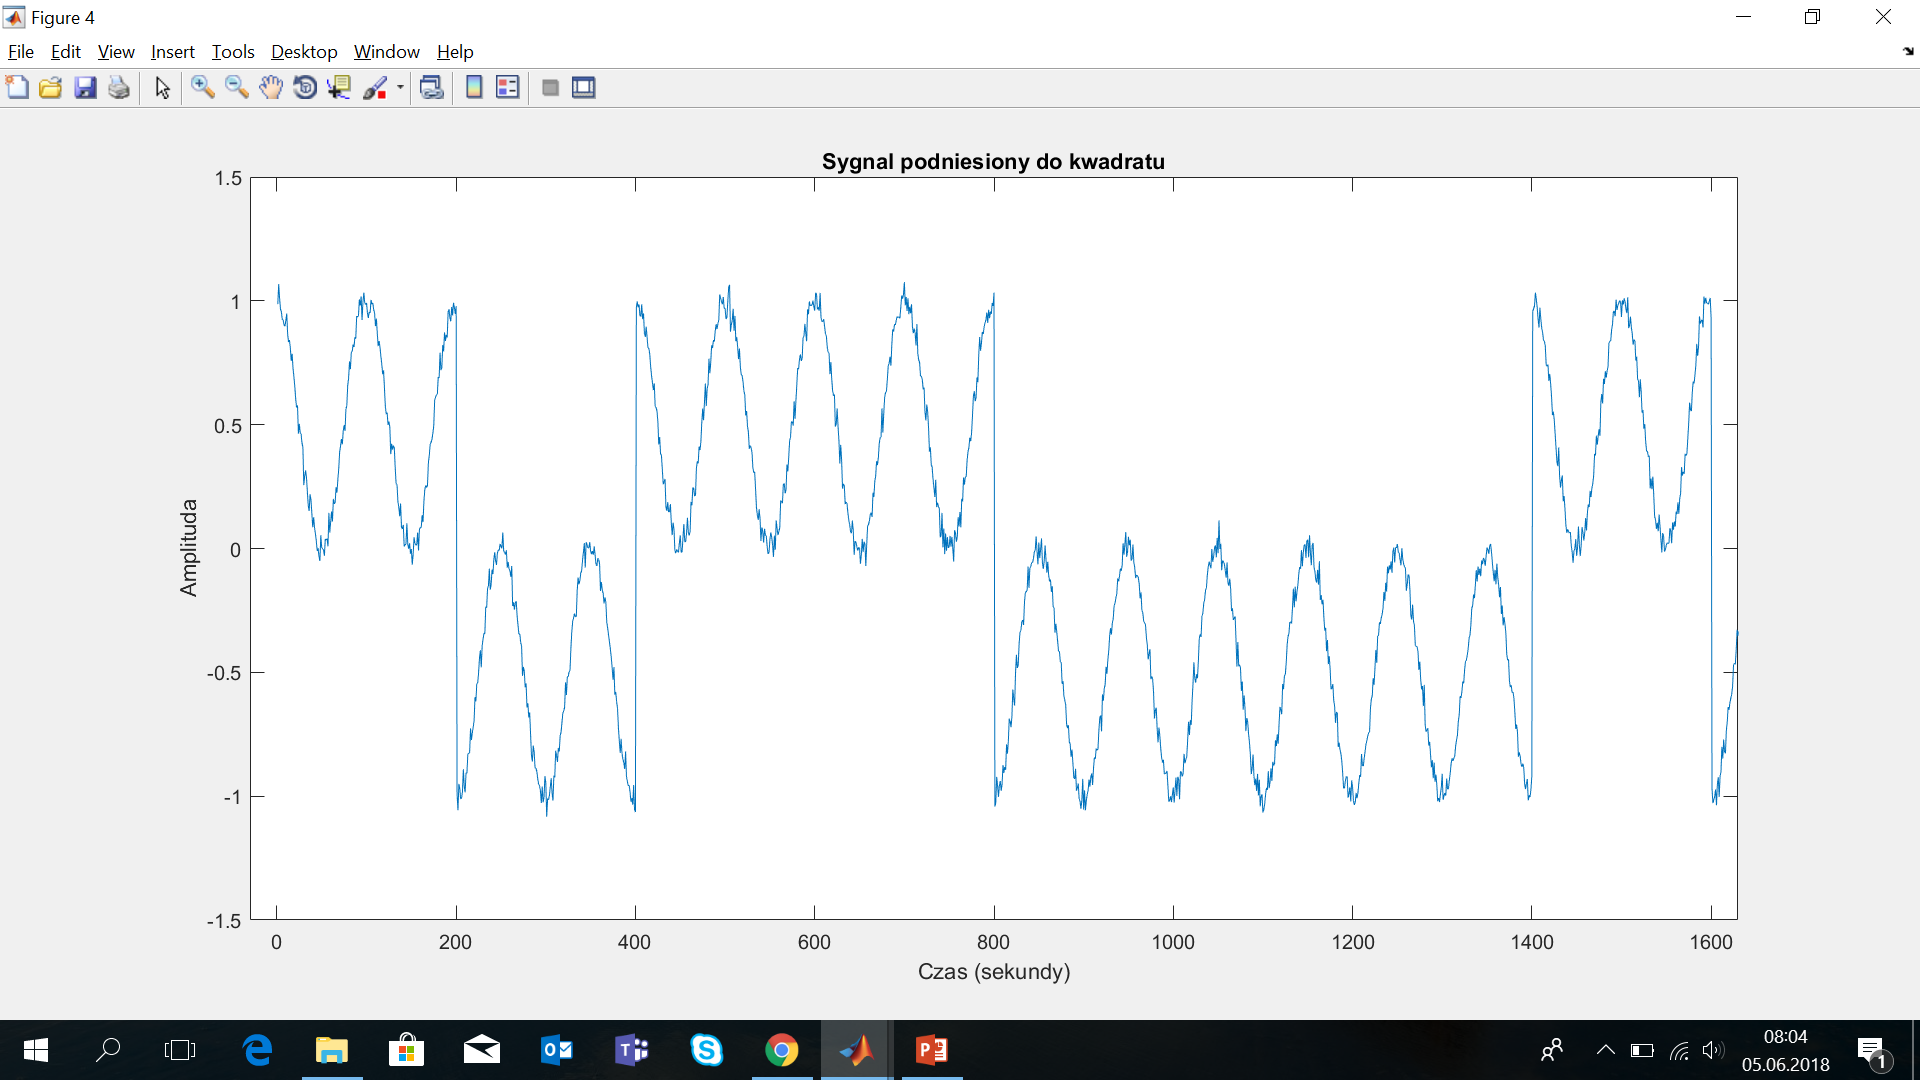 Figure 4
File Edit View Insert Tools Desktop Window Help
Sygnal podniesiony do kwadratu
1.5
1
0.5
0
-0.5
-1
-1.5
Amplituda
0 200 400 600 800 1000 1200 1400 1600
Czas (sekundy)
08:04
05.06.2018
1